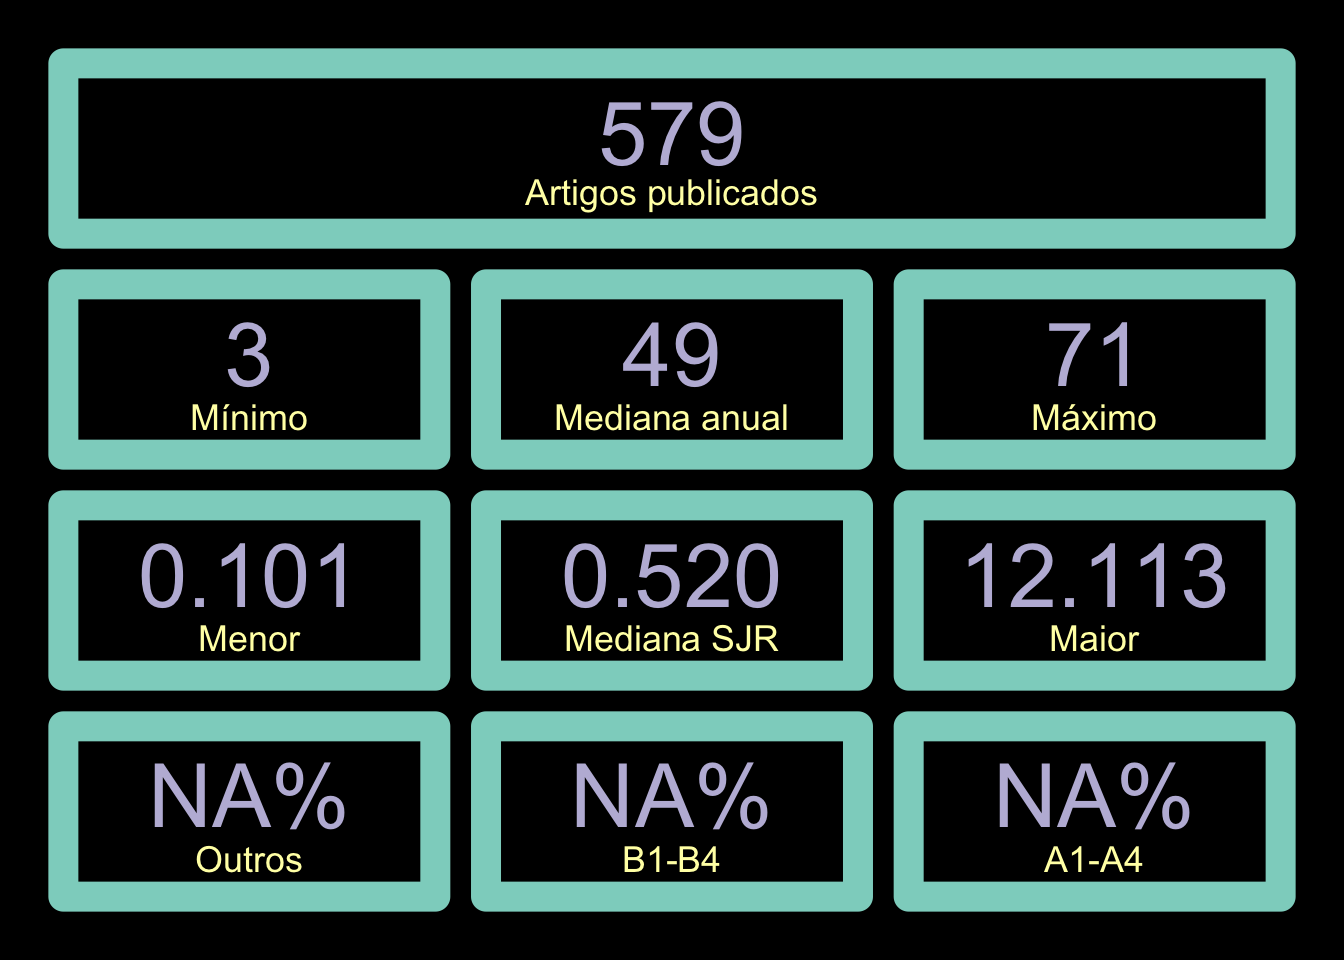 579
Artigos publicados
3
Mínimo
49
Mediana anual
71
Máximo
0.101
Menor
0.520
Mediana SJR
12.113
Maior
NA%
Outros
NA%
B1-B4
NA%
A1-A4